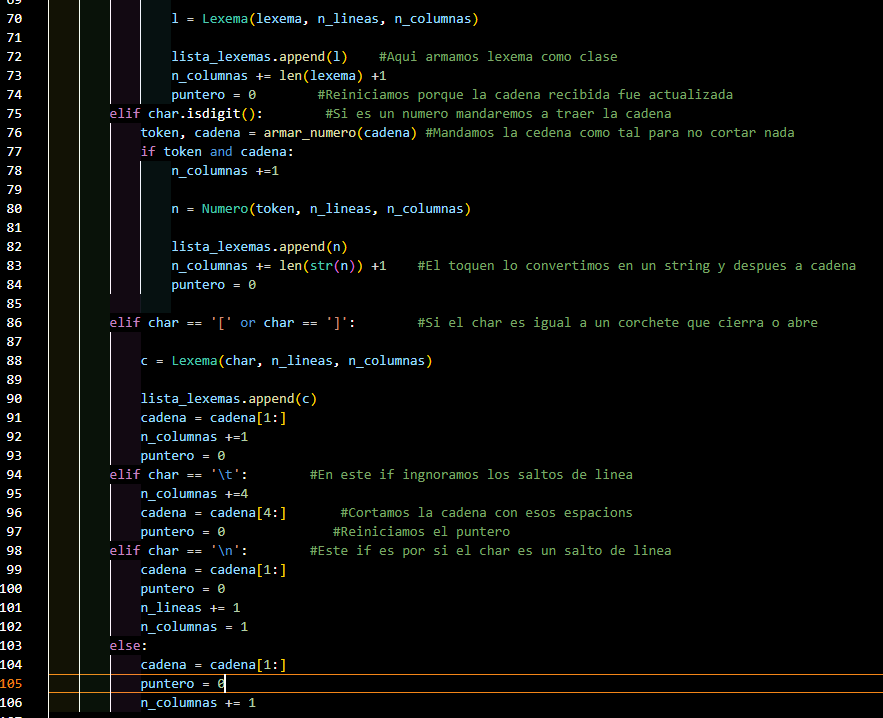 70 l = Lexema(lexema, n_lineas, n_columnas)
71
72 lista_lexemas.append(l) #Aqui armamos lexema como clase
73 n_columnas += len(lexema) +1
74 puntero = 0 #Reiniciamos porque la cadena recibida fue actualizada
75 elif char.isdigit(): #Si es un numero mandaremos a traer la cadena
76 token, cadena = armar_numero(cadena) #Mandamos la cedena como tal para no cortar nada
77 if token and cadena:
78 n_columnas +=1
79
80 n = Numero(token, n_lineas, n_columnas)
81
82 lista_lexemas.append(n)
83 n_columnas += len(str(n)) +1 #El toquen lo convertimos en un string y despues a cadena
84 puntero = 0
85
86 elif char == '[' or char == ']': #Si el char es igual a un corchete que cierra o abre
87
88 c = Lexema(char, n_lineas, n_columnas)
89
90 lista_lexemas.append(c)
91 cadena = cadena[1:]
92 n_columnas +=1
93 puntero = 0
94 elif char == '\t': #En este if ingnoramos los saltos de linea
95 n_columnas +=4
96 cadena = cadena[4:] #Cortamos la cadena con esos espacions
97 puntero = 0 #Reiniciamos el puntero
98 elif char == '\n': #Este if es por si el char es un salto de linea
99 cadena = cadena[1:]
100 puntero = 0
101 n_lineas += 1
102 n_columnas = 1
103 else:
104 cadena = cadena[1:]
105 puntero = 0
106 n_columnas += 1